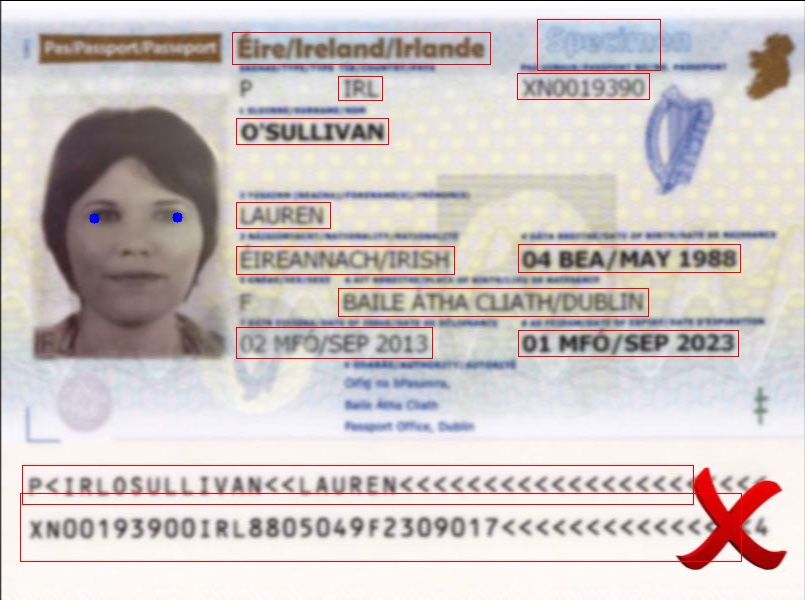 Pas/Passport/Passeport Éire/Ireland/Irlande Specimen
P IRL XN0019390
O'SULLIVAN
LAUREN
ÉIREANNACH/IRISH 04 BEA/MAY 1988
F BAILE ÁTHA CLIATH/DUBLIN
02 MFÓ/SEP 2013 01 MFÓ/SEP 2023
Oifig na bPasanna,
Baile Átha Cliath
Passport Office, Dublin
P<IRLOSULLIVAN<<LAUREN<<<<<<<<<<<<<<<<<<<<<<
XN00193900IRL8805049F2309017<<<<<<<<<<<<<<<4